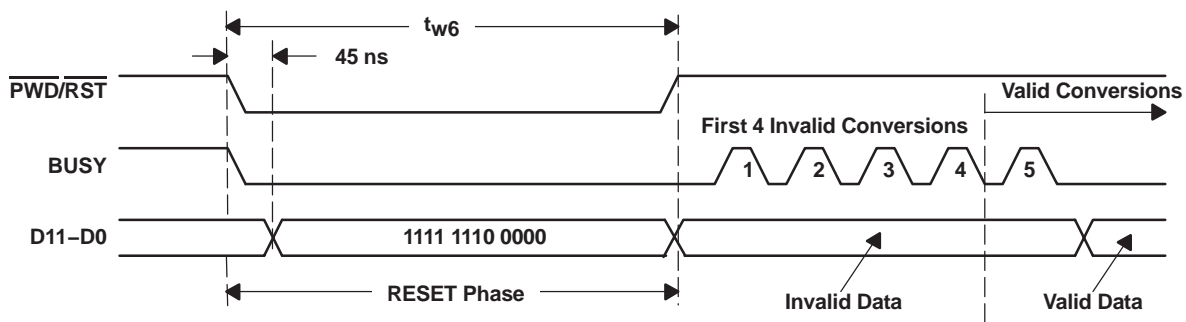 tw6
45 ns
PWD/RST
Valid Conversions
First 4 Invalid Conversions
BUSY
1 2 3 4 5
D11–D0
1111 1110 0000
RESET Phase
Invalid Data
Valid Data